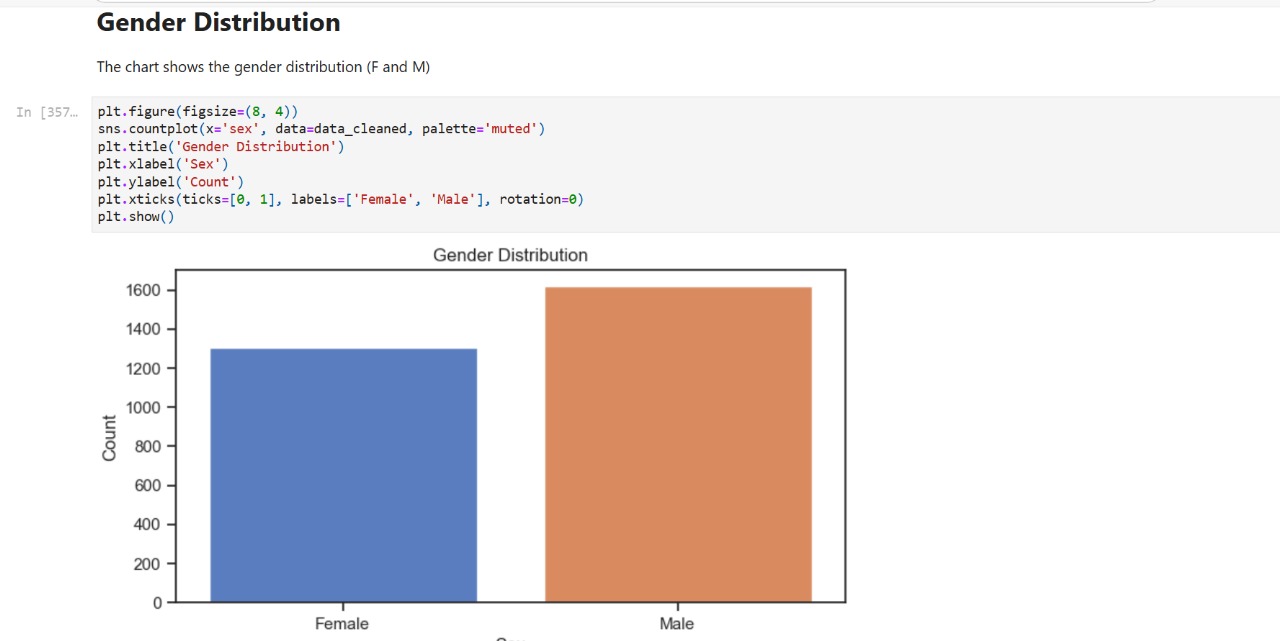 Gender Distribution
The chart shows the gender distribution (F and M)
In [357…
plt.figure(figsize=(8, 4))
sns.countplot(x='sex', data=data_cleaned, palette='muted')
plt.title('Gender Distribution')
plt.xlabel('Sex')
plt.ylabel('Count')
plt.xticks(ticks=[0, 1], labels=['Female', 'Male'], rotation=0)
plt.show()
Gender Distribution
1600
1400
1200
1000
800
600
400
200
0
Count
Female Male